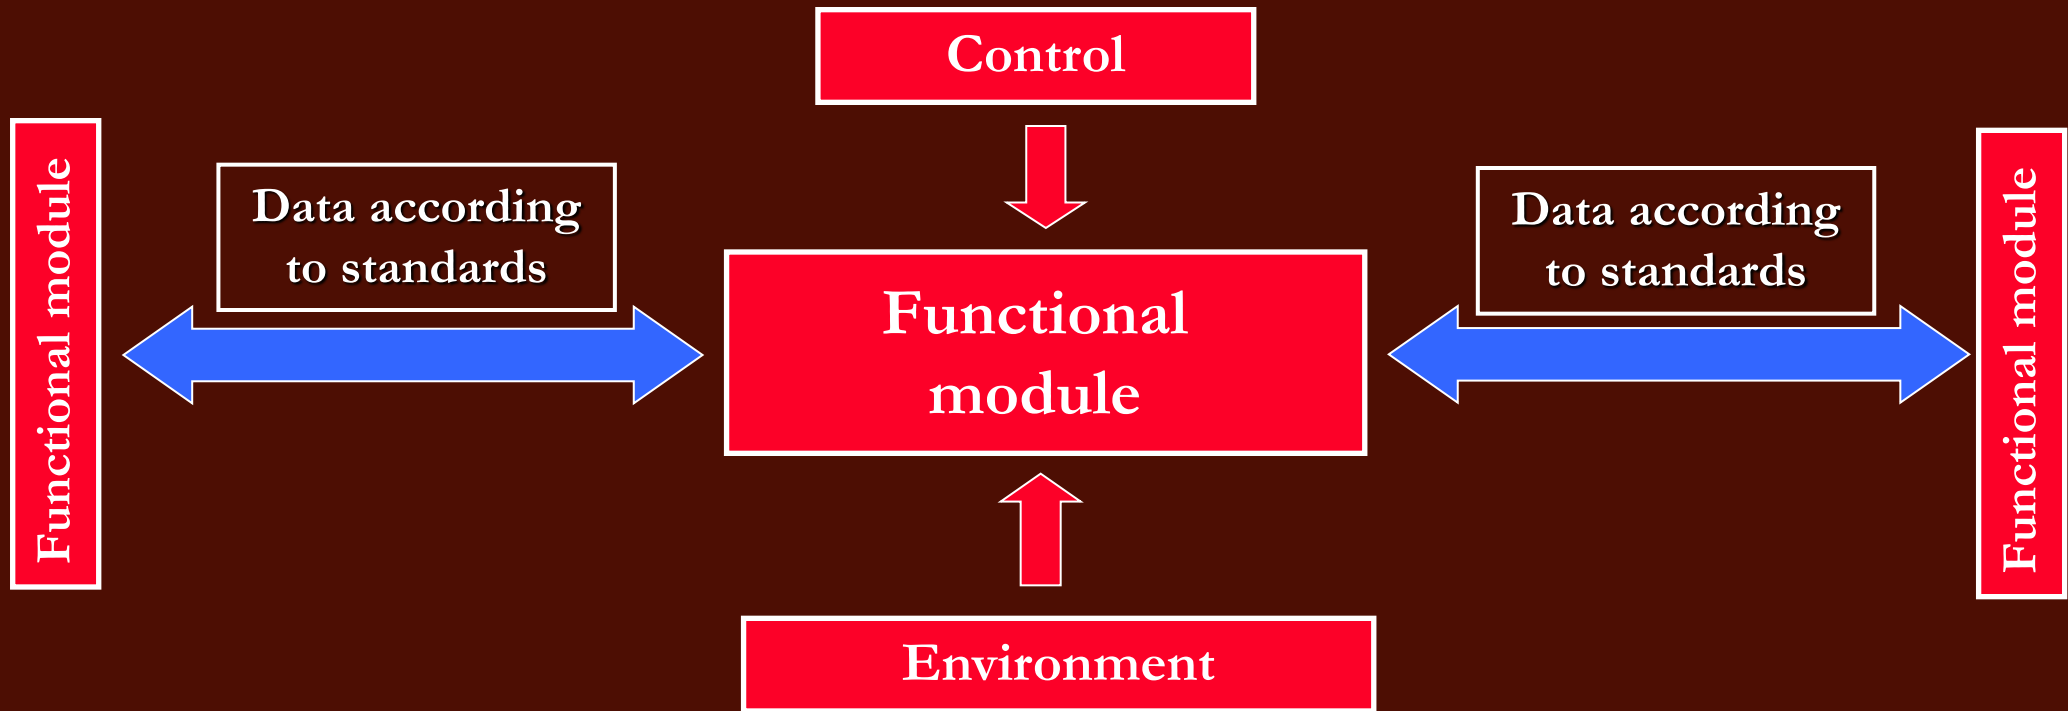 Control
Functional module
Data according
to standards
Functional
module
Data according
to standards
Functional module
Environment